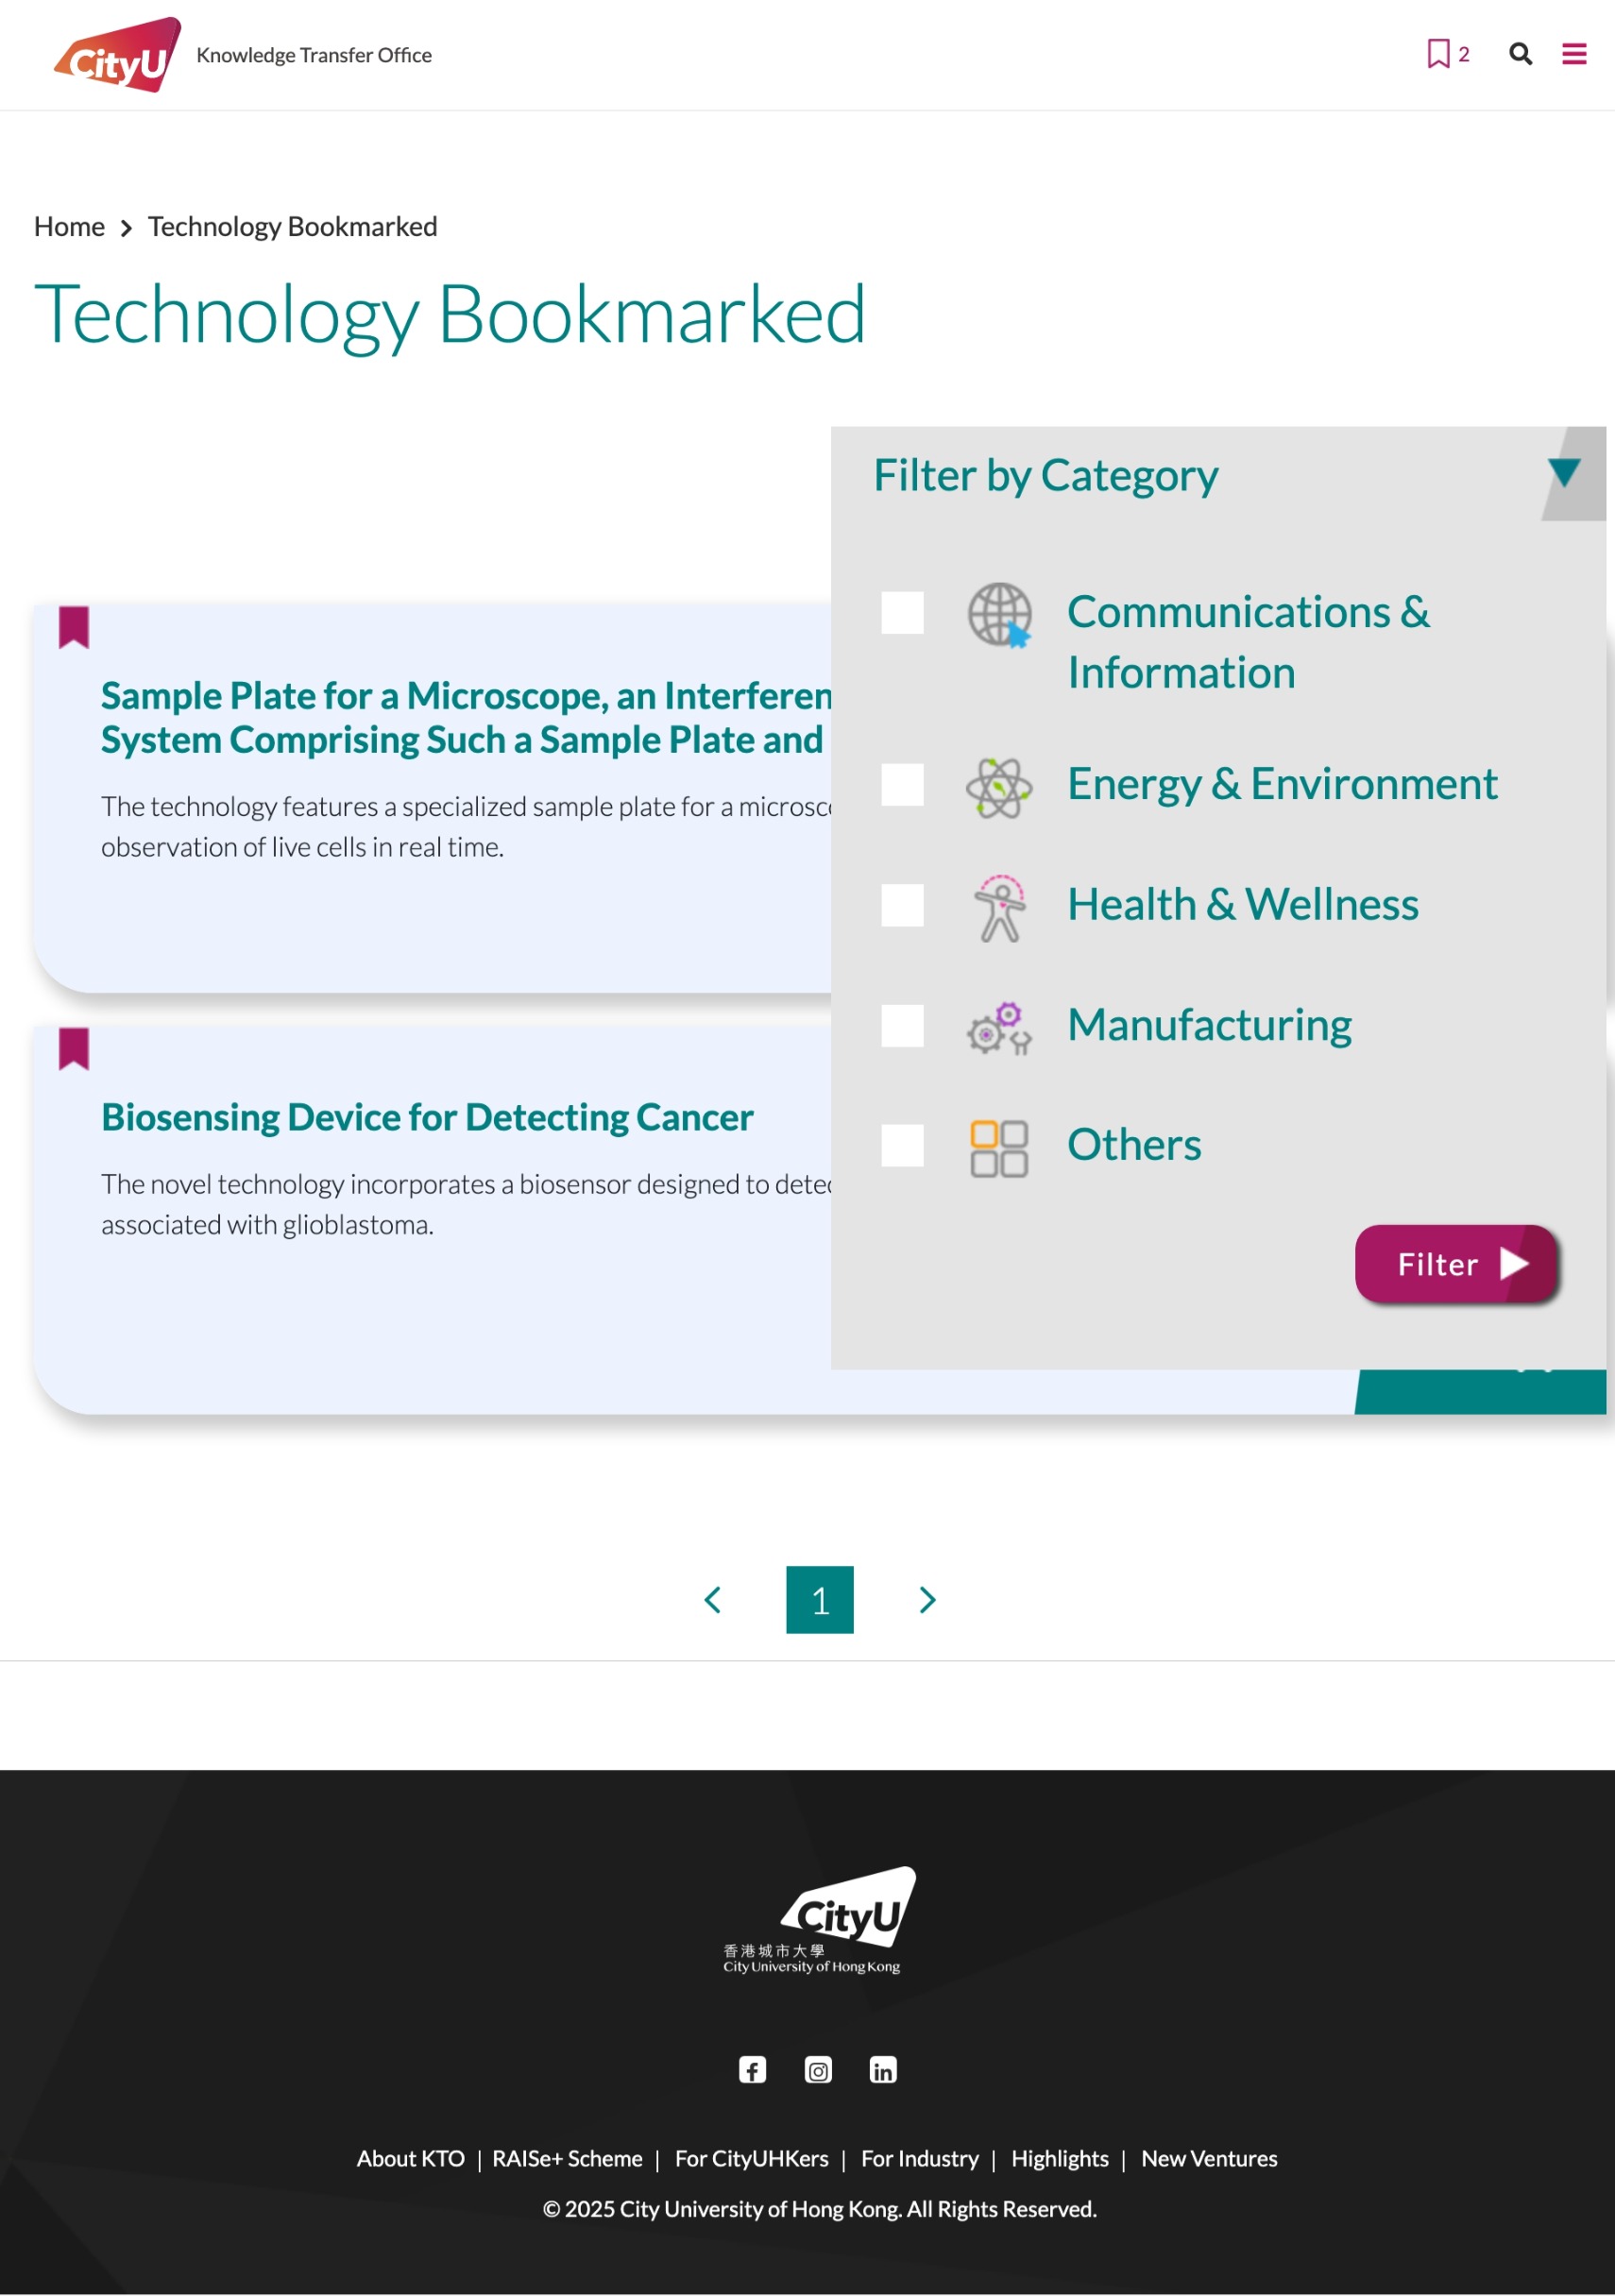 CityU Knowledge Transfer Office
2
Home > Technology Bookmarked
Technology Bookmarked
Filter by Category
Communications &
Information
Energy & Environment
Health & Wellness
Manufacturing
Others
Filter
Sample Plate for a Microscope, an
System Comprising Such a Sample Plate and
The technology features a specialized sample plate for a
observation of live cells in real time.
Biosensing Device for Detecting Cancer
The novel technology incorporates a biosensor designed to
associated with glioblastoma.
1
CityU
香港城市大學
City University of Hong Kong
About KTO | RAISe+ Scheme | For CityUHKers | For Industry | Highlights | New Ventures
© 2025 City University of Hong Kong. All Rights Reserved.